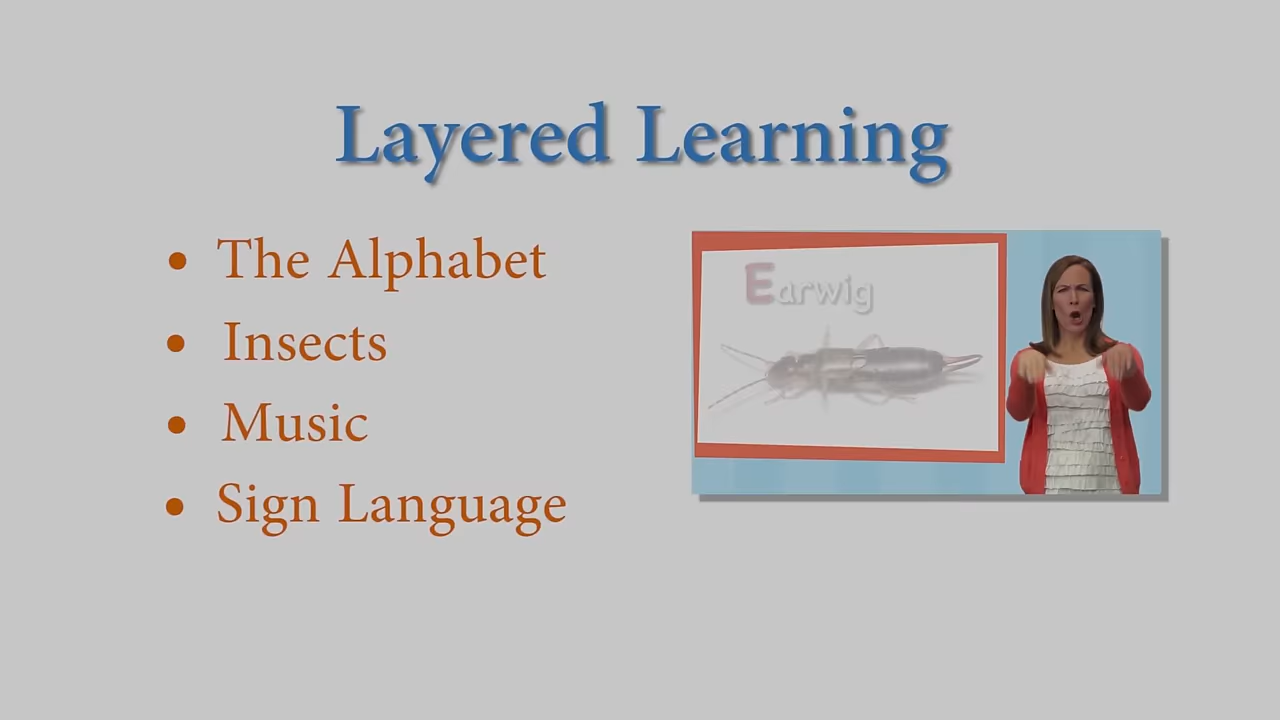 Layered Learning
• The Alphabet
• Insects
• Music
• Sign Language
Earwig